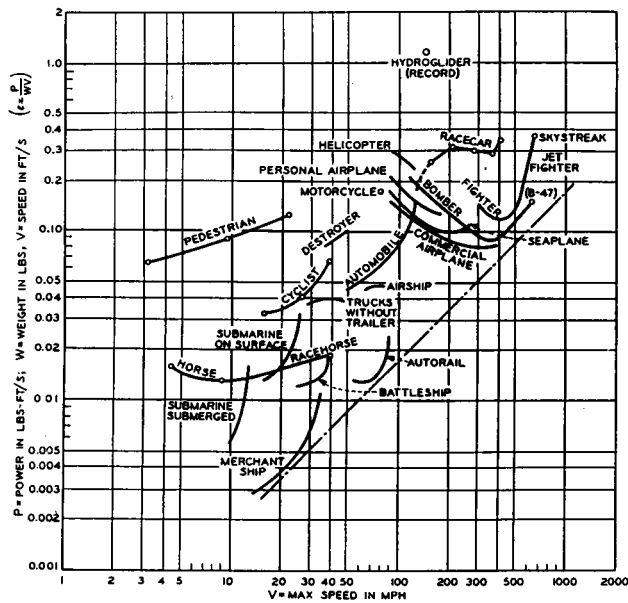 P=POWER IN LBS-FT/S; W=WEIGHT IN LBS, V=SPEED IN FT/S (ε=P/WV)
2.0
1.0
0.5
0.4
0.3
0.2
0.10
0.05
0.04
0.03
0.02
0.01
0.005
0.004
0.003
0.002
0.001
HYDROGLIDER
(RECORD)
RACECAR
SKYSTREAK
HELICOPTER
JET
FIGHTER
PERSONAL AIRPLANE
MOTORCYCLE
BOMBER
FIGHTER
(B-47)
PEDESTRIAN
DESTROYER
SEAPLANE
COMMERCIAL
AIRPLANE
AUTOMOBILE
CYCLIST
AIRSHIP
TRUCKS
WITHOUT
TRAILER
SUBMARINE
ON SURFACE
RACEHORSE
HORSE
AUTORAIL
BATTLESHIP
SUBMARINE
SUBMERGED
MERCHANT
SHIP
1 2 3 4 5 10 20 30 40 50 100 200 300 500 1000 2000
V=MAX SPEED IN MPH